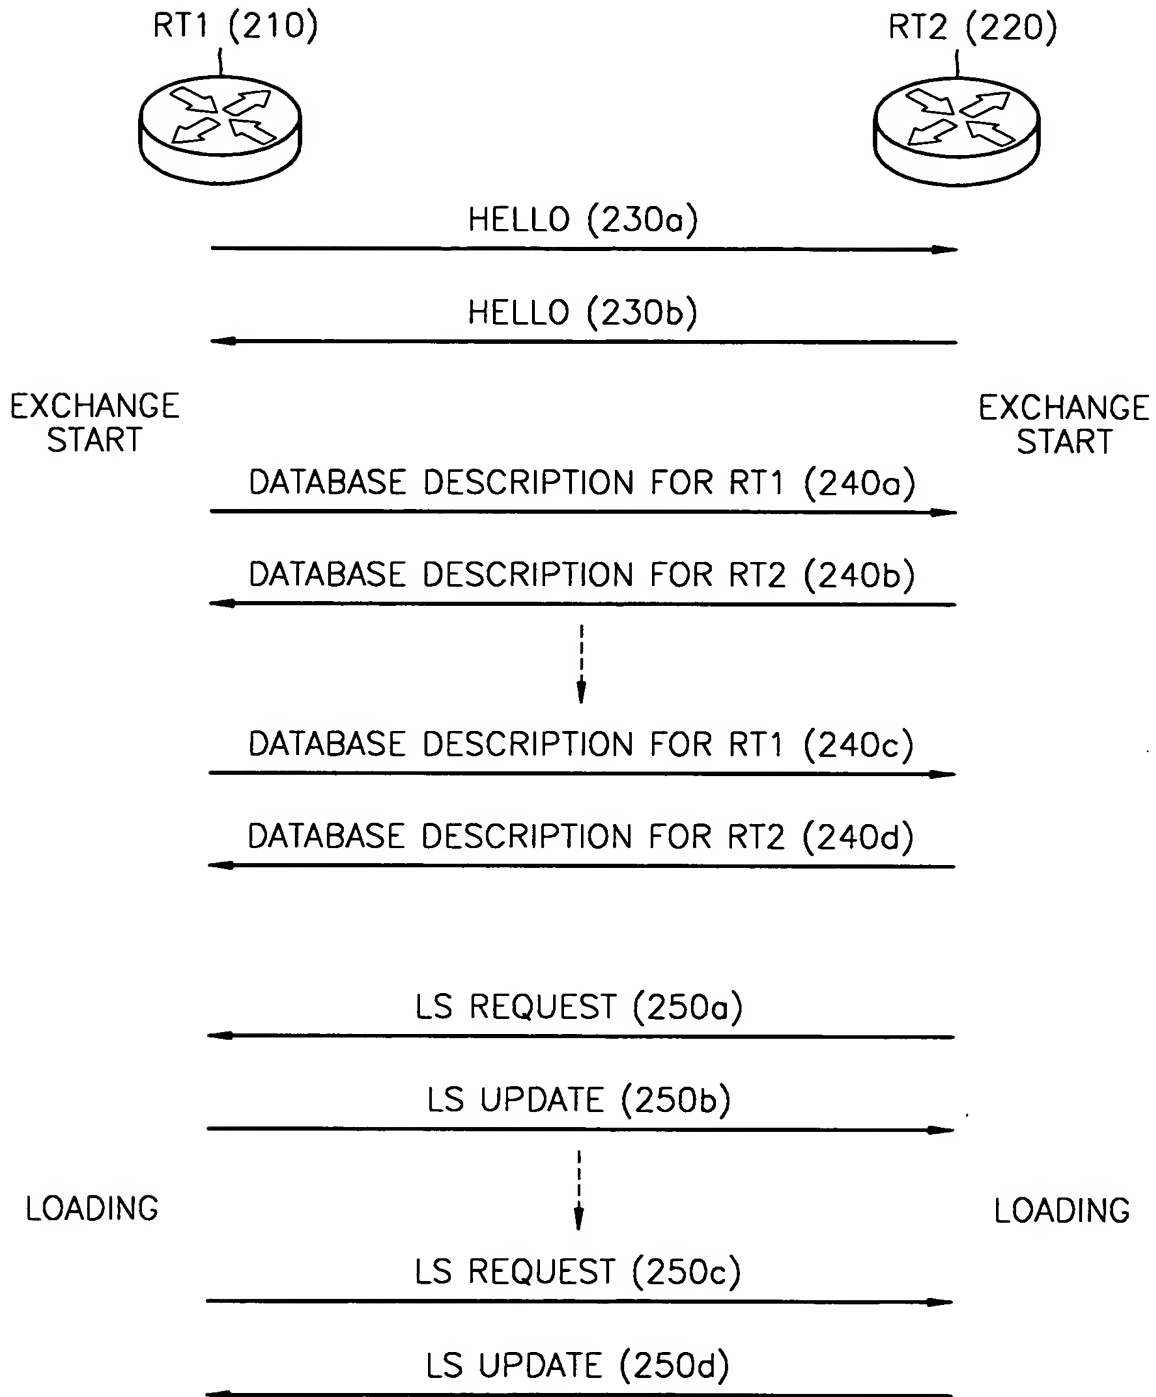 RT1 (210)
RT2 (220)
HELLO (230a)
HELLO (230b)
EXCHANGE
START
EXCHANGE
START
DATABASE DESCRIPTION FOR RT1 (240a)
DATABASE DESCRIPTION FOR RT2 (240b)
DATABASE DESCRIPTION FOR RT1 (240c)
DATABASE DESCRIPTION FOR RT2 (240d)
LS REQUEST (250a)
LS UPDATE (250b)
LOADING
LOADING
LS REQUEST (250c)
LS UPDATE (250d)